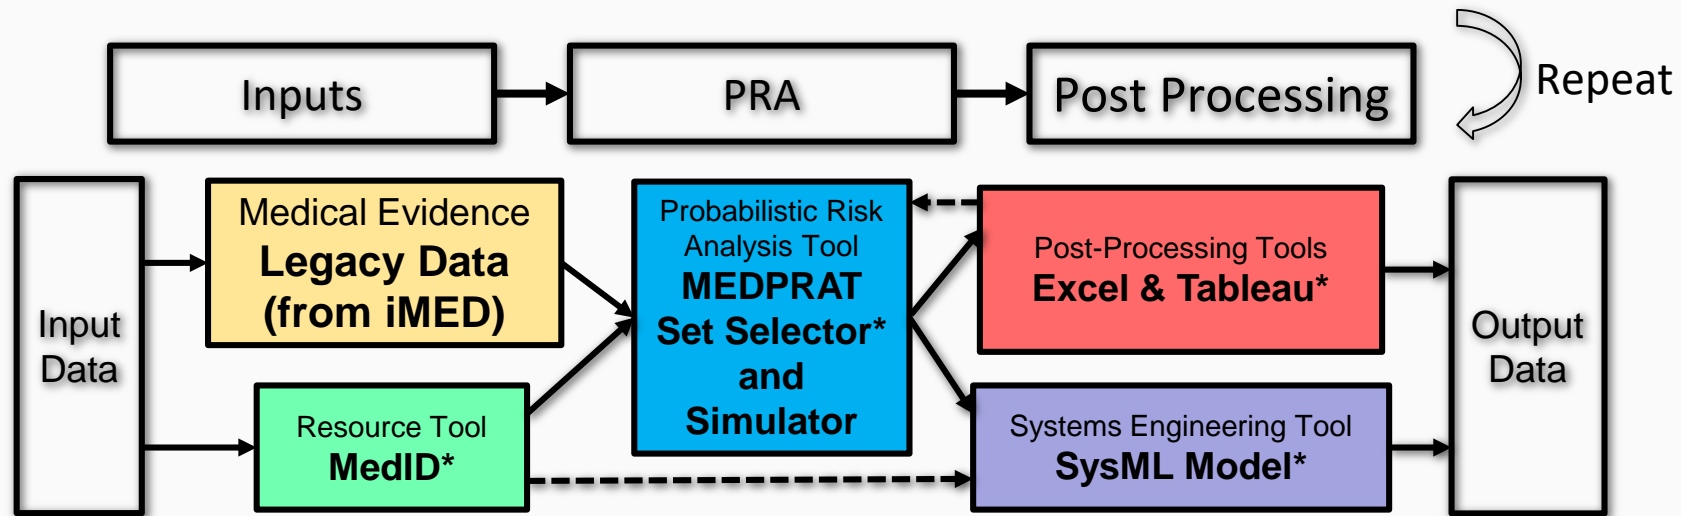 Inputs
PRA
Post Processing
Repeat
Input
Data
Medical Evidence
Legacy Data
(from iMED)
Resource Tool
MedID*
Probabilistic Risk
Analysis Tool
MEDPRAT
Set Selector*
and
Simulator
Post-Processing Tools
Excel & Tableau*
Systems Engineering Tool
SysML Model*
Output
Data